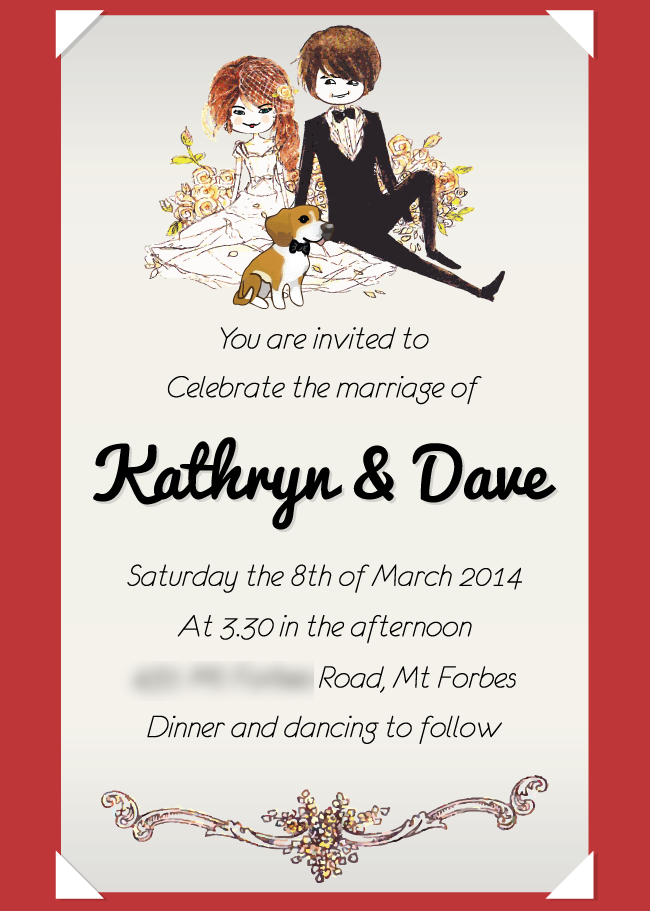 You are invited to
Celebrate the marriage of
Kathryn & Dave
Saturday the 8th of March 2014
At 3.30 in the afternoon
Road, Mt Forbes
Dinner and dancing to follow